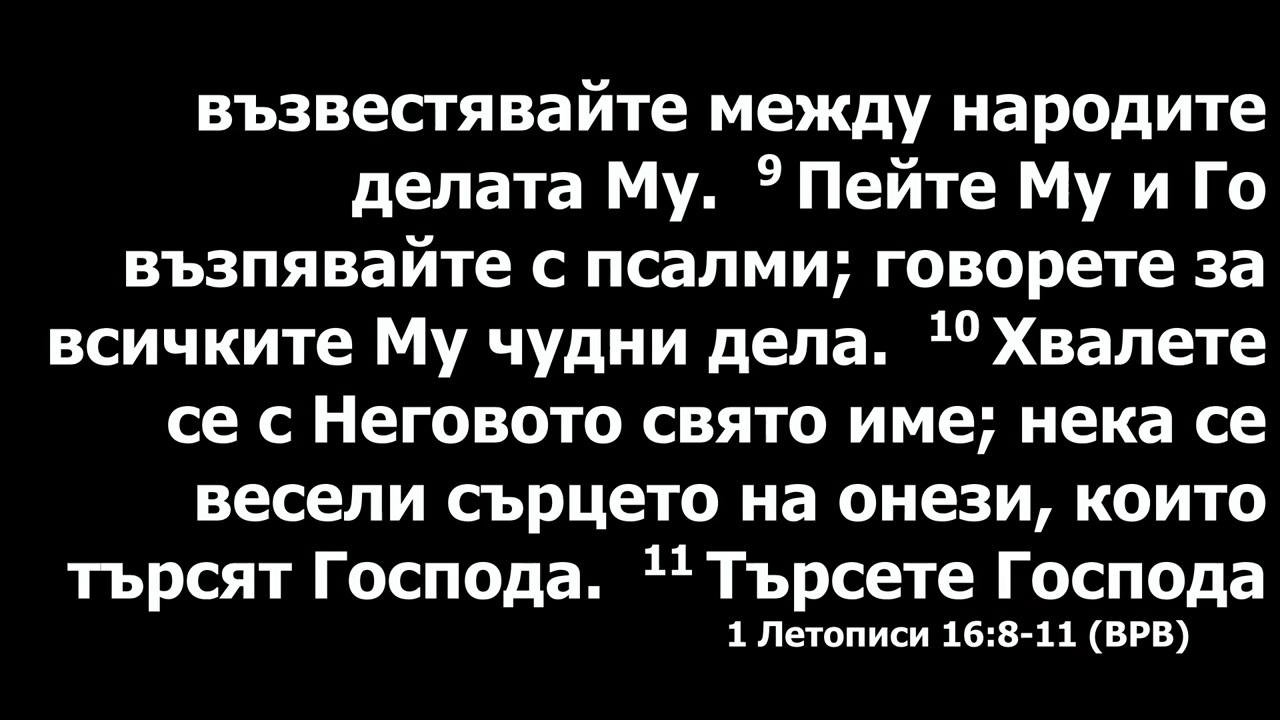 възвестявайте между народите
делата Му. 9 Пейте Му и Го
възпявайте с псалми; говорете за
всичките Му чудни дела. 10 Хвалете
се с Неговото свято име; нека се
весели сърцето на онези, които
търсят Господа. 11 Търсете Господа
1 Летописи 16:8-11 (ВРВ)